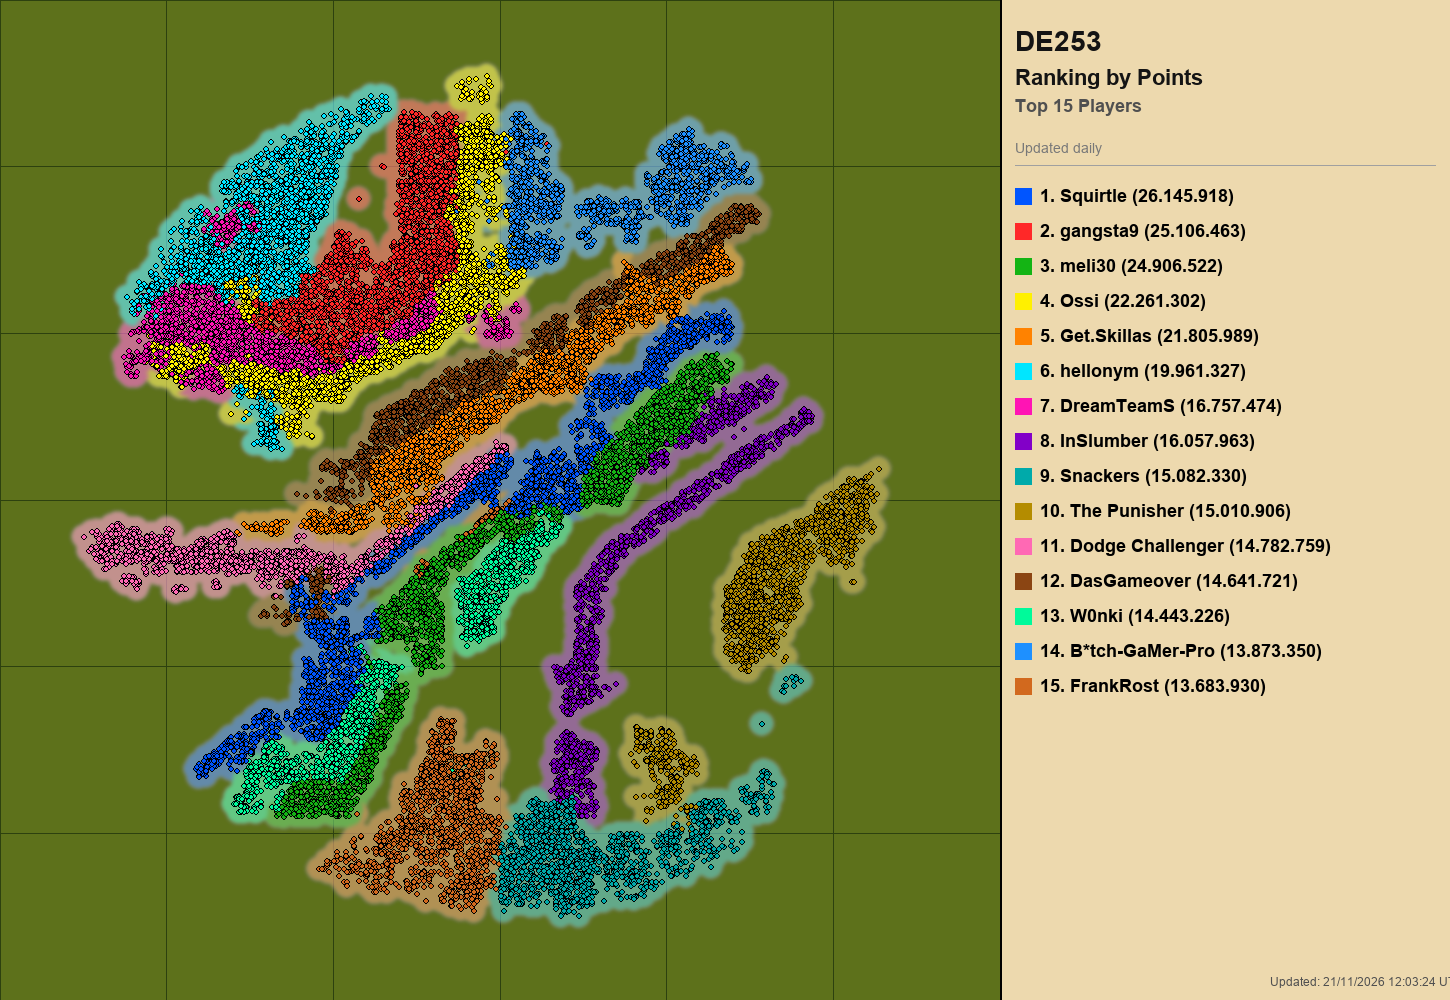 DE253
Ranking by Points
Top 15 Players
Updated daily
1. Squirtle (26.145.918)
2. gangsta9 (25.106.463)
3. meli30 (24.906.522)
4. Ossi (22.261.302)
5. Get.Skillas (21.805.989)
6. hellonym (19.961.327)
7. DreamTeamS (16.757.474)
8. InSlumber (16.057.963)
9. Snackers (15.082.330)
10. The Punisher (15.010.906)
11. Dodge Challenger (14.782.759)
12. DasGameover (14.641.721)
13. W0nki (14.443.226)
14. B*tch-GaMer-Pro (13.873.350)
15. FrankRost (13.683.930)
Updated: 21/11/2026 12:03:24 U